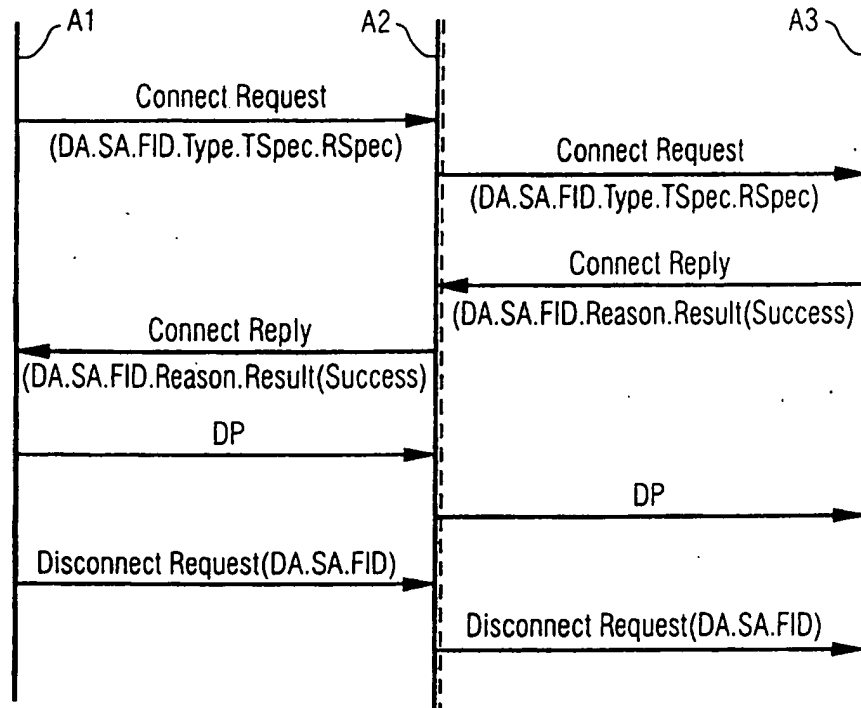 A1
A2
A3
Connect Request
(DA.SA.FID.Type.TSpec.RSpec)
Connect Request
(DA.SA.FID.Type.TSpec.RSpec)
Connect Reply
(DA.SA.FID.Reason.Result(Success)
Connect Reply
(DA.SA.FID.Reason.Result(Success)
DP
DP
Disconnect Request(DA.SA.FID)
Disconnect Request(DA.SA.FID)